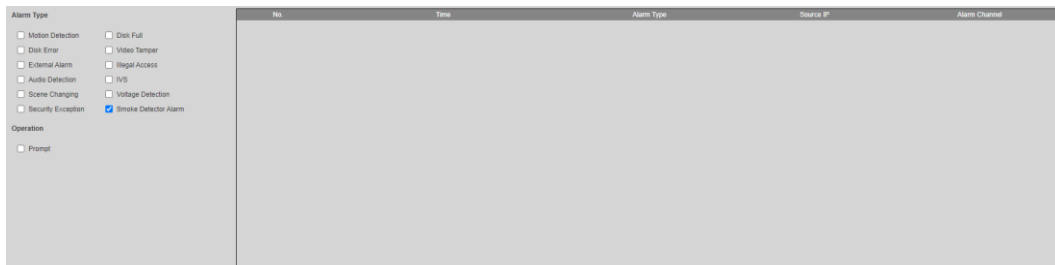 Alarm Type
Motion Detection Disk Full
Disk Error Video Tamper
External Alarm Illegal Access
Audio Detection IVS
Scene Changing Voltage Detection
Security Exception Smoke Detector Alarm
Operation
Prompt
No. Time Alarm Type Source IP Alarm Channel